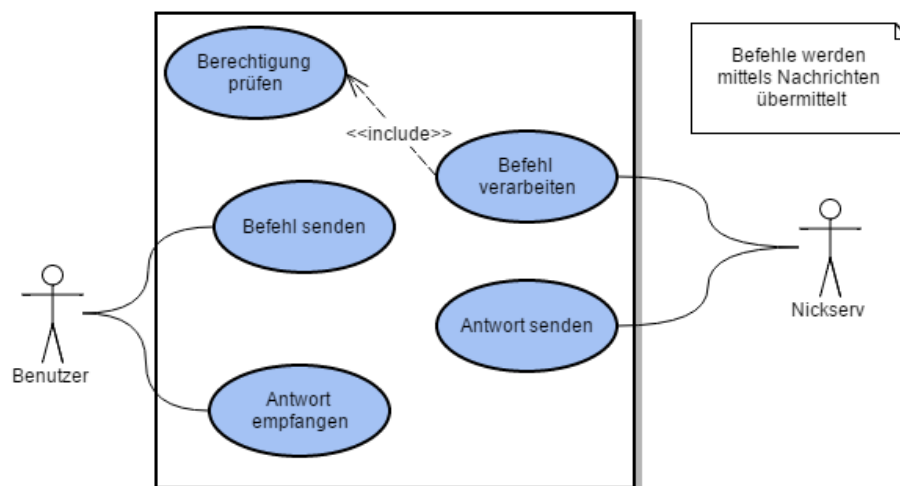 Berechtigung
prüfen
Befehle werden
mittels Nachrichten
übermittelt
<<include>>
Befehl
verarbeiten
Befehl senden
Nickserv
Antwort senden
Benutzer
Antwort
empfangen